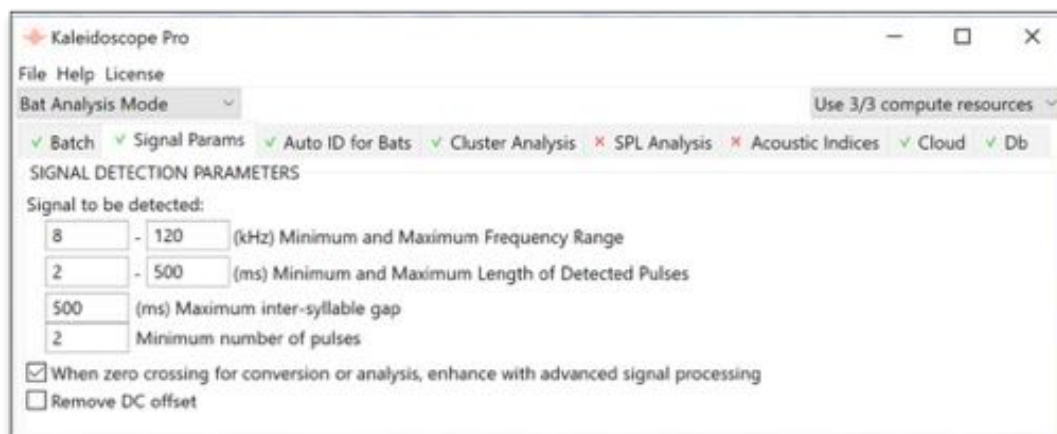 Kaleidoscope Pro
File Help License
Bat Analysis Mode Use 3/3 compute resources
Batch Signal Params Auto ID for Bats Cluster Analysis SPL Analysis Acoustic Indices Cloud Db
SIGNAL DETECTION PARAMETERS
Signal to be detected:
8 - 120 (kHz) Minimum and Maximum Frequency Range
2 - 500 (ms) Minimum and Maximum Length of Detected Pulses
500 (ms) Maximum inter-syllable gap
2 Minimum number of pulses
When zero crossing for conversion or analysis, enhance with advanced signal processing
Remove DC offset